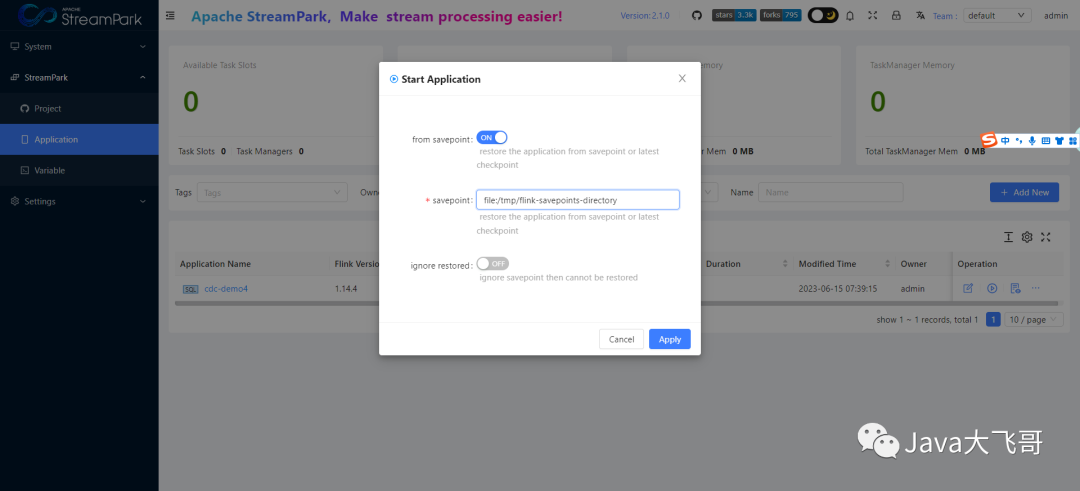 APACHE
StreamPark
Apache StreamPark, Make stream processing easier!
Version:2.1.0
stars 3.3k forks 795
Team : default
admin
System
StreamPark
Project
Application
Variable
Settings
Available Task Slots
0
Task Slots 0 Task Managers 0
mory
r Mem 0 MB
TaskManager Memory
0
Total TaskManager Mem 0 MB
中
Tags Tags
Owne
Name Name
+ Add New
Application Name Flink Versio Duration Modified Time Owner Operation
SQL cdc-demo4 1.14.4 2023-06-15 07:39:15 admin
show 1 ~ 1 records, total 1 1 10 / page
Start Application
from savepoint: ON
restore the application from savepoint or latest
checkpoint
* savepoint: file:/tmp/flink-savepoints-directory
restore the application from savepoint or latest
checkpoint
ignore restored: OFF
ignore savepoint then cannot be restored
Cancel Apply
Java大飞哥